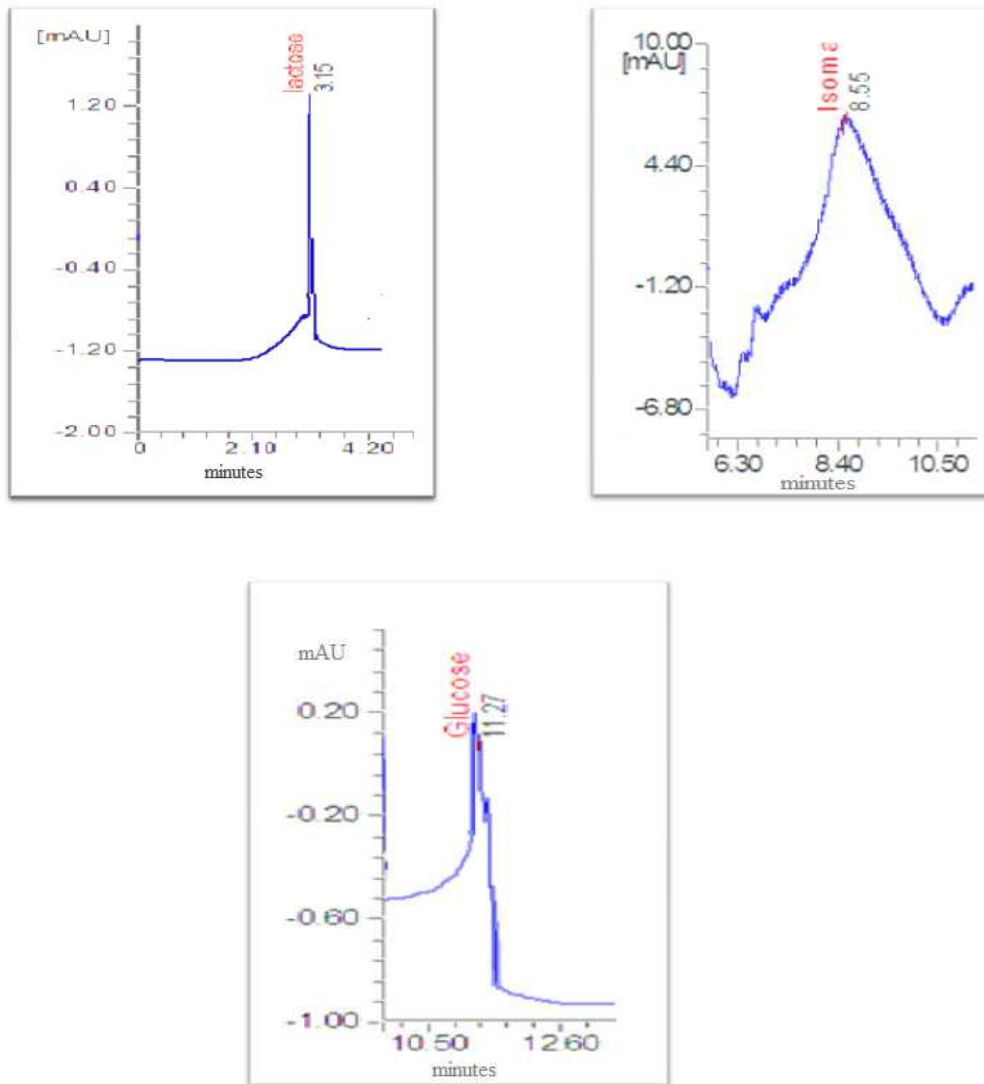 [mAU]
lactose
3.15
1.20
0.40
-0.40
-1.20
-2.00
0
2.10
4.20
minutes
10.00
[mAU]
Isoma
8.55
4.40
-1.20
-6.80
6.30
8.40
10.50
minutes
mAU
Glucose
11.27
0.20
-0.20
-0.60
-1.00
10.50
12.60
minutes